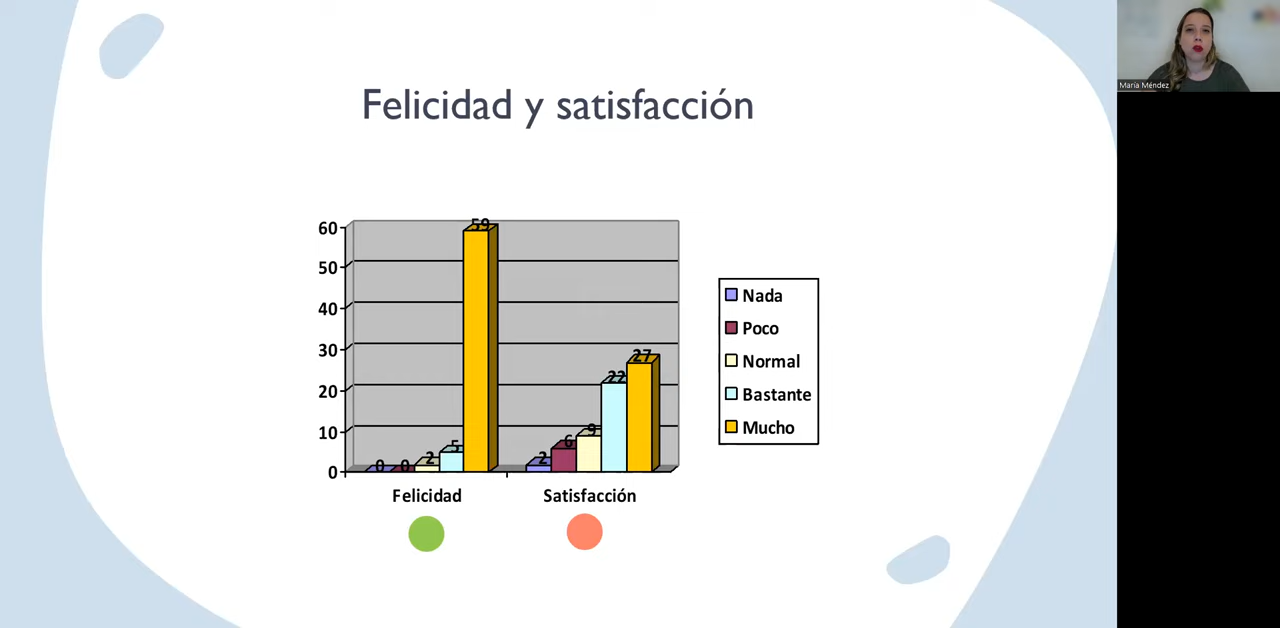 Felicidad y satisfacción
María Méndez
60
50
40
30
20
10
0
0 0 2 5 59
2 6 9 22 27
Felicidad Satisfacción
Nada
Poco
Normal
Bastante
Mucho